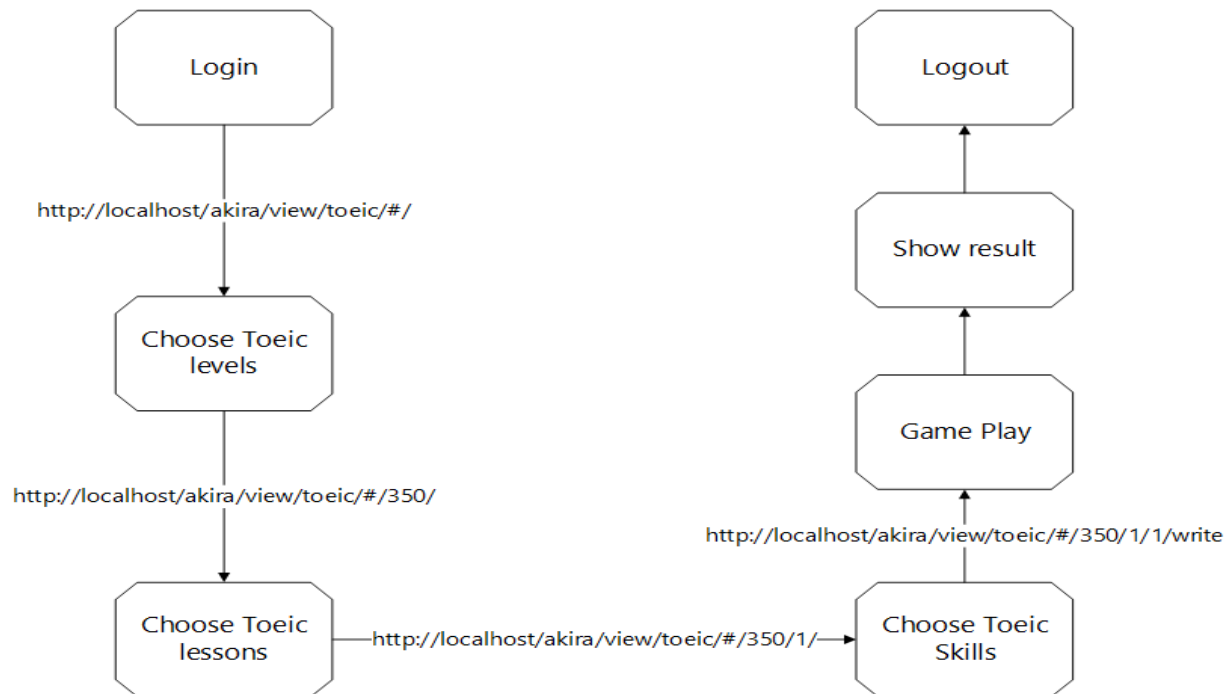 Login
http://localhost/akira/view/toeic/#/
Choose Toeic
levels
http://localhost/akira/view/toeic/#/350/
Choose Toeic
lessons
http://localhost/akira/view/toeic/#/350/1/
Choose Toeic
Skills
http://localhost/akira/view/toeic/#/350/1/1/write
Game Play
Show result
Logout